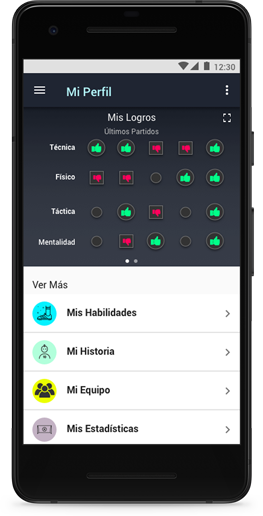 12:30
Mi Perfil
Mis Logros
Últimos Partidos
Técnica
Físico
Táctica
Mentalidad
Ver Más
Mis Habilidades
Mi Historia
Mi Equipo
Mis Estadísticas